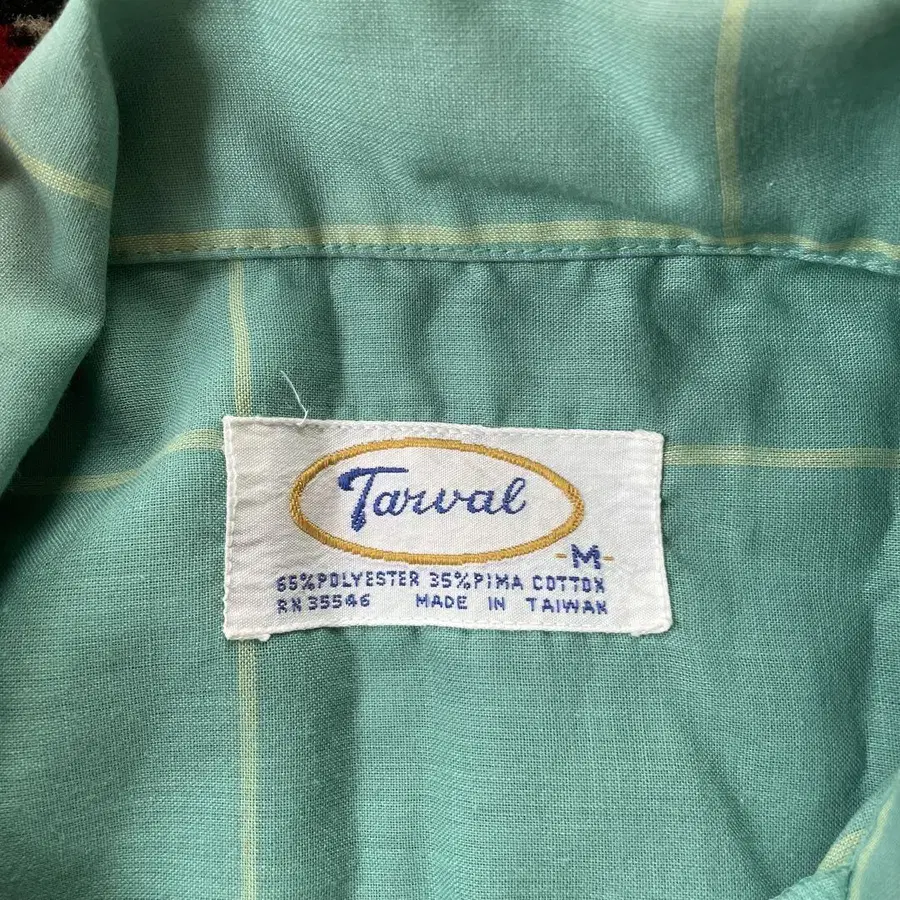 Tarval
-M-
65%POLYESTER 35%PIMA COTTON
RN35546 MADE IN TAIWAN